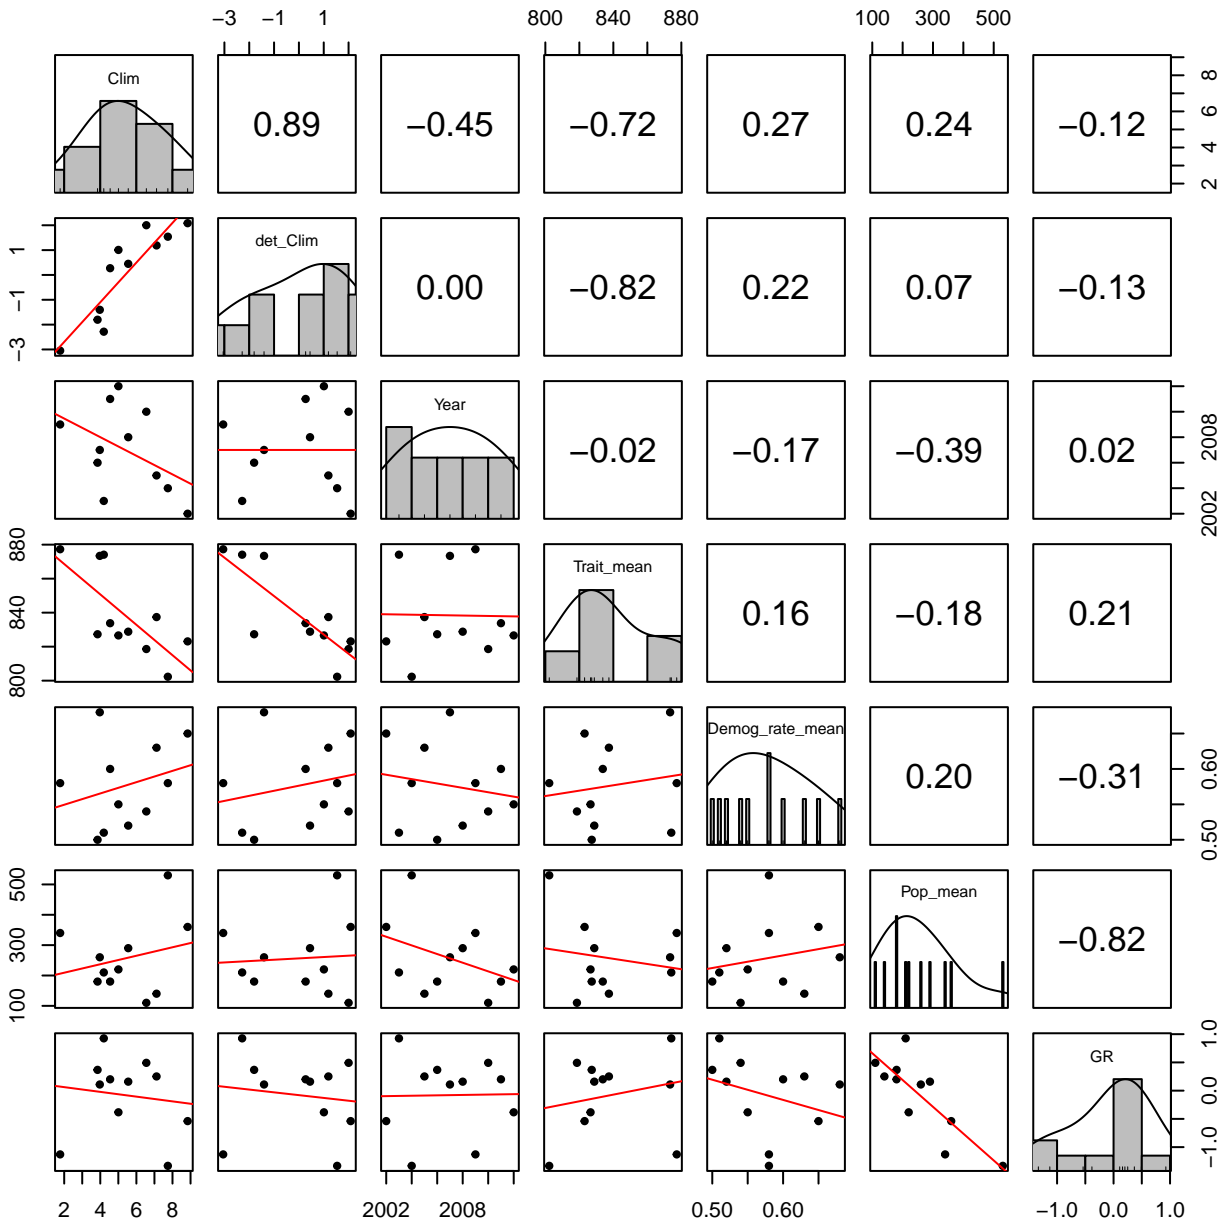 −3 −1 1 800 840 880 100 300 500
Clim 0.89 −0.45 −0.72 0.27 0.24 −0.12 2 4 6 8
−3 −1 1 det_Clim 0.00 −0.82 0.22 0.07 −0.13
Year −0.02 −0.17 −0.39 0.02 2002 2008
800 840 880 Trait_mean 0.16 −0.18 0.21
Demog_rate_mean 0.20 −0.31 0.50 0.60
100 300 500 Pop_mean −0.82
GR −1.0 0.0 1.0
2 4 6 8 2002 2008 0.50 0.60 −1.0 0.0 1.0